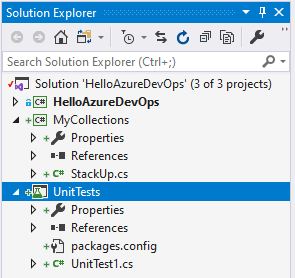 Solution Explorer
Search Solution Explorer (Ctrl+;)
Solution 'HelloAzureDevOps' (3 of 3 projects)
C# HelloAzureDevOps
C# MyCollections
Properties
References
C# StackUp.cs
UnitTests
Properties
References
packages.config
C# UnitTest1.cs